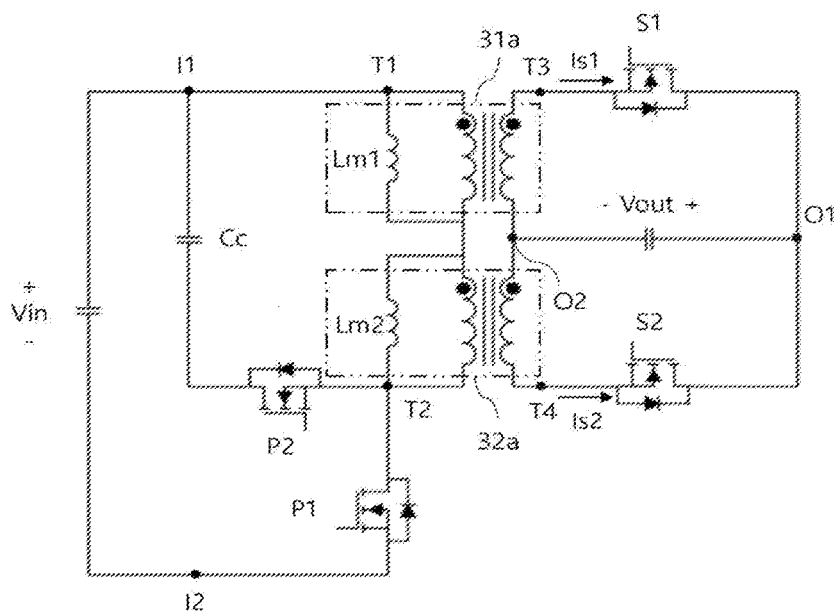 31a
S1
I1
T1
T3
Is1
Lm1
- Vout +
O1
Cc
O2
+
Vin
-
Lm2
S2
T2
T4
Is2
P2
32a
P1
I2